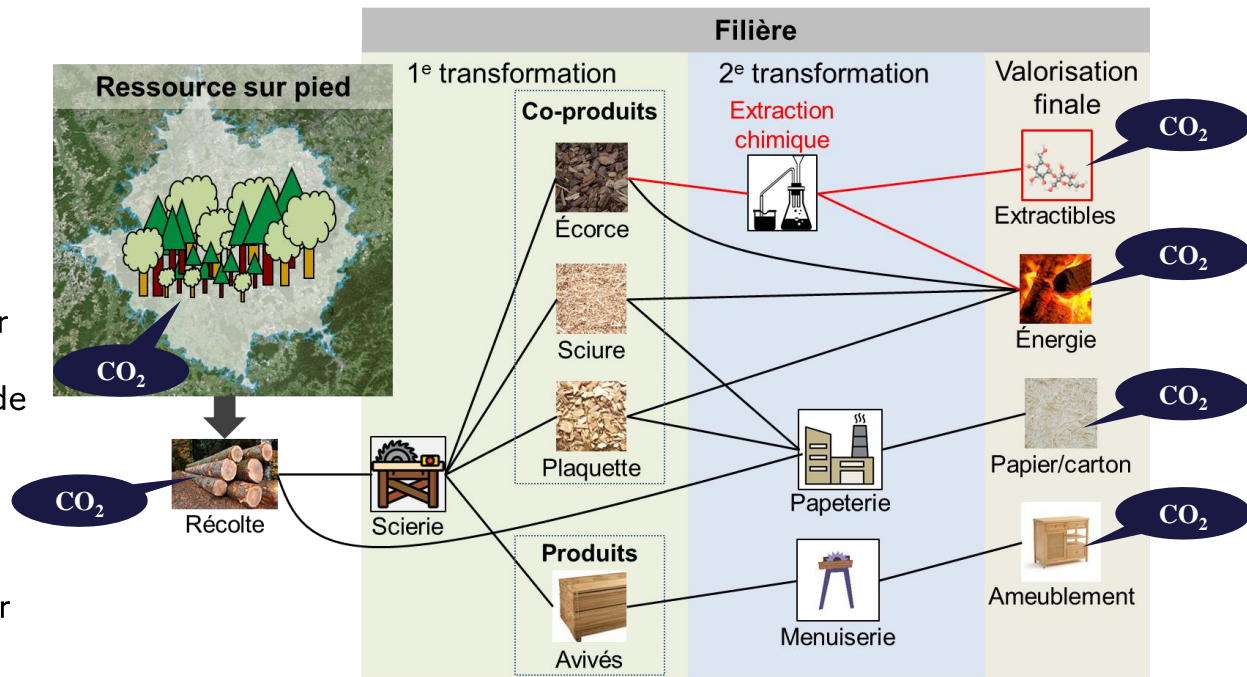 Filière
Ressource sur pied
1e transformation
2e transformation
Valorisation
finale
Co-produits
Extraction
chimique
CO2
Écorce
Extractibles
CO2
Sciure
Énergie
r
CO2
de
CO2
Plaquette
Papier/carton
CO2
Récolte
Scierie
Papeterie
CO2
Produits
r
Ameublement
Avivés
Menuiserie